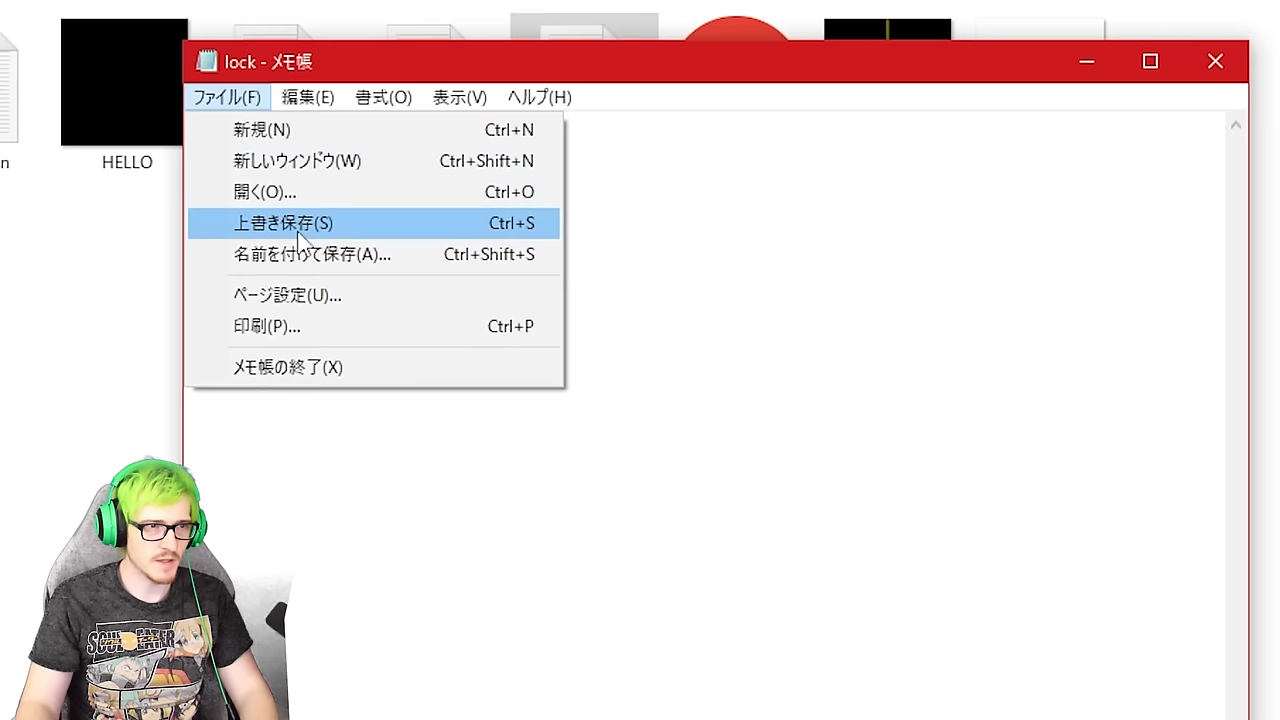 lock - メモ帳
ファイル(F) 編集(E) 書式(O) 表示(V) ヘルプ(H)
新規(N) Ctrl+N
新しいウィンドウ(W) Ctrl+Shift+N
開く(O)... Ctrl+O
上書き保存(S) Ctrl+S
名前を付けて保存(A)... Ctrl+Shift+S
ページ設定(U)...
印刷(P)... Ctrl+P
メモ帳の終了(X)
n
HELLO
SOUL EATER